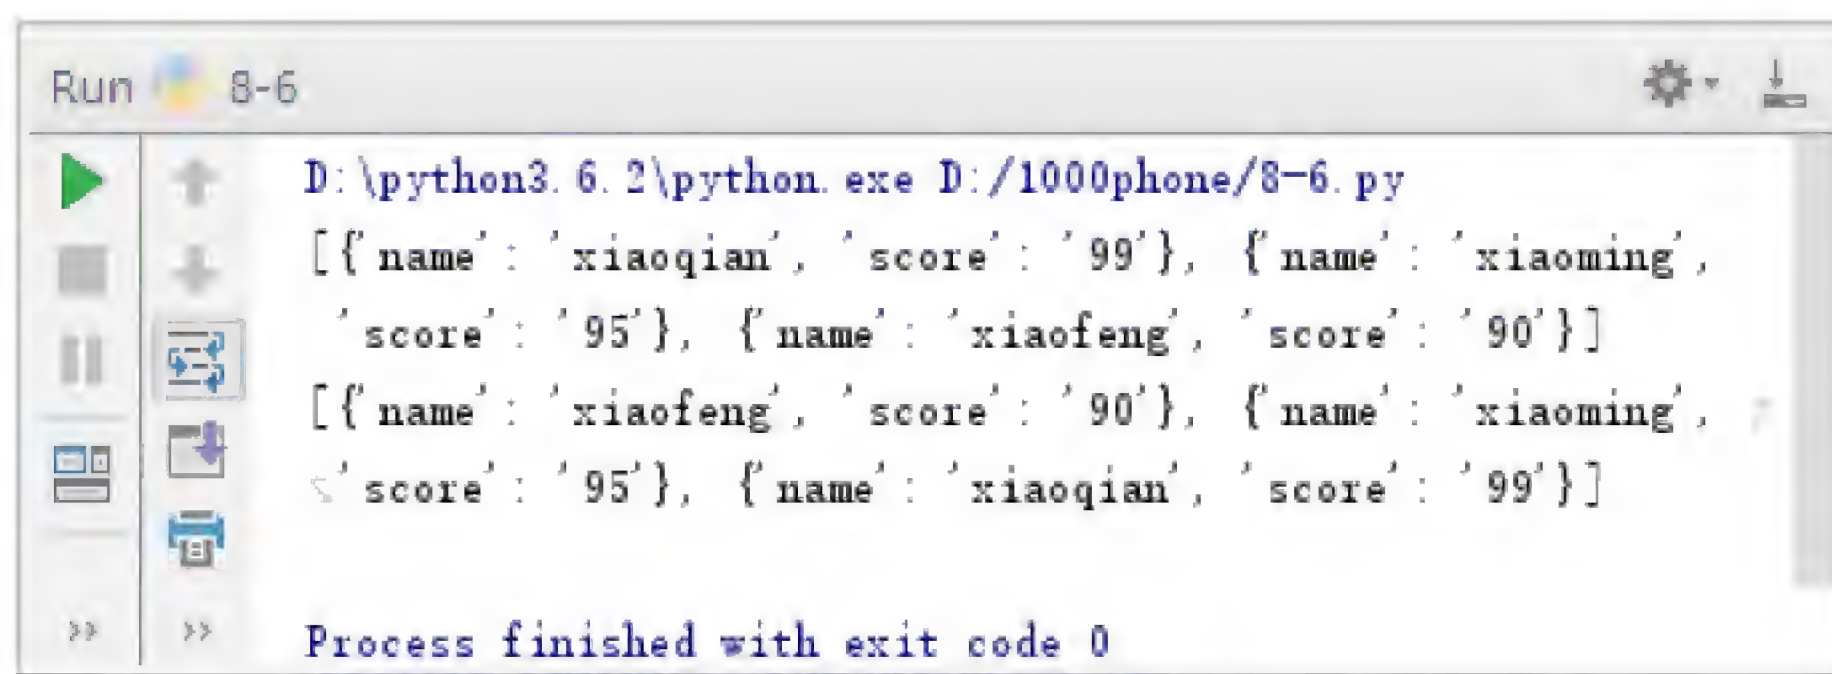 Run 8-6
D:\python3.6.2\python.exe D:/1000phone/8-6.py
[{'name': 'xiaoqian', 'score': '99'}, {'name': 'xiaoming',
'score': '95'}, {'name': 'xiaofeng', 'score': '90'}]
[{'name': 'xiaofeng', 'score': '90'}, {'name': 'xiaoming',
'score': '95'}, {'name': 'xiaoqian', 'score': '99'}]
Process finished with exit code 0